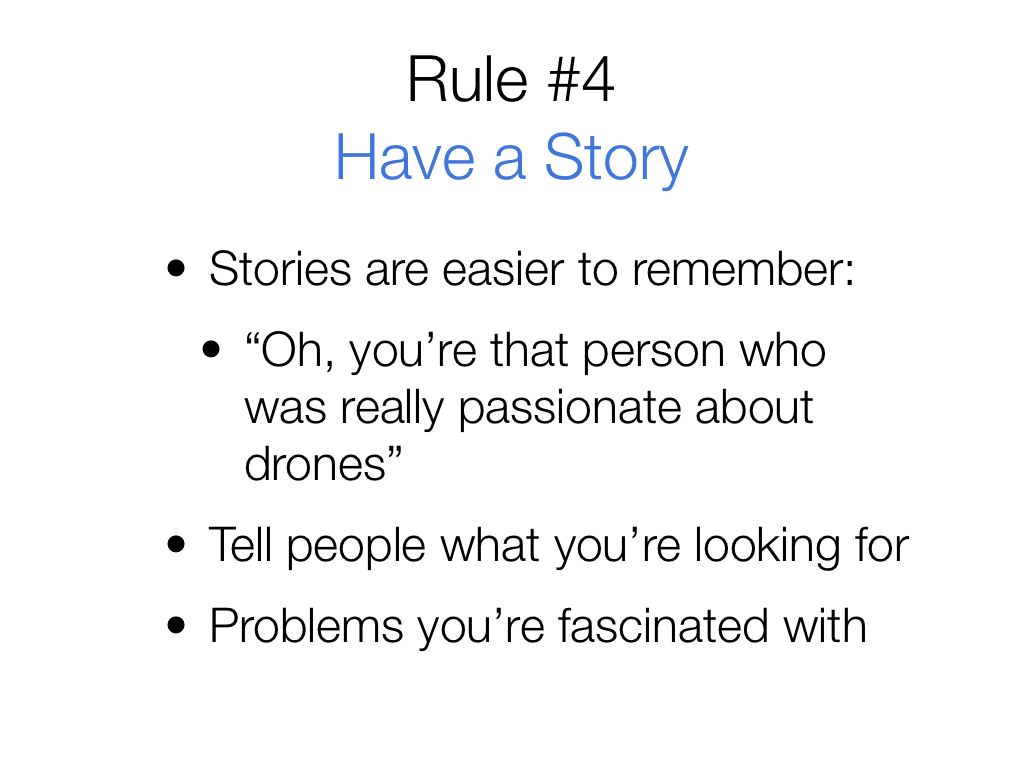 Rule #4
Have a Story
• Stories are easier to remember:
• “Oh, you’re that person who
was really passionate about
drones”
• Tell people what you’re looking for
• Problems you’re fascinated with